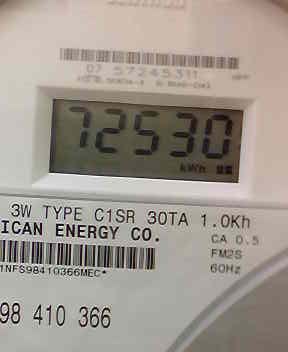 07 57245311
72530
kWh
3W TYPE C1SR 30TA 1.0Kh
ICAN ENERGY CO.
CA 0.5
FM2S
60Hz
1NFS98410366MEC*
98 410 366